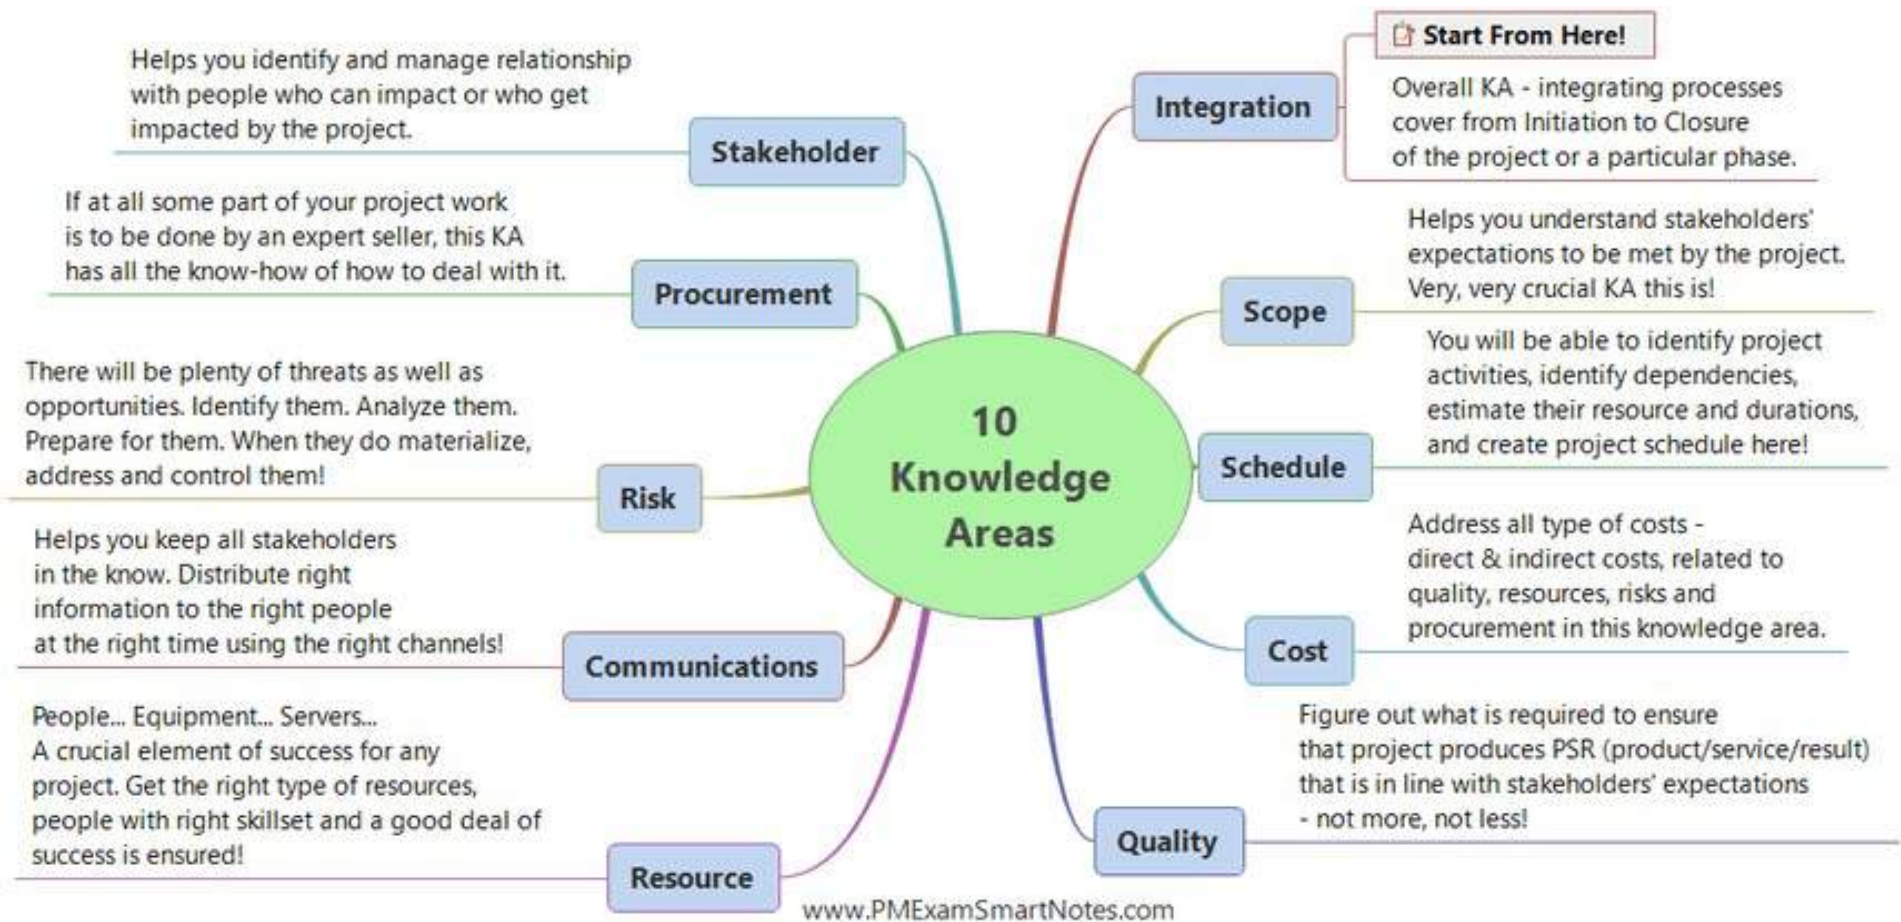 Start From Here!
Integration
Overall KA - integrating processes
cover from Initiation to Closure
of the project or a particular phase.
Scope
Helps you understand stakeholders'
expectations to be met by the project.
Very, very crucial KA this is!
Schedule
You will be able to identify project
activities, identify dependencies,
estimate their resource and durations,
and create project schedule here!
Cost
Address all type of costs -
direct & indirect costs, related to
quality, resources, risks and
procurement in this knowledge area.
Quality
Figure out what is required to ensure
that project produces PSR (product/service/result)
that is in line with stakeholders' expectations
- not more, not less!
10
Knowledge
Areas
Stakeholder
Helps you identify and manage relationship
with people who can impact or who get
impacted by the project.
Procurement
If at all some part of your project work
is to be done by an expert seller, this KA
has all the know-how of how to deal with it.
Risk
There will be plenty of threats as well as
opportunities. Identify them. Analyze them.
Prepare for them. When they do materialize,
address and control them!
Communications
Helps you keep all stakeholders
in the know. Distribute right
information to the right people
at the right time using the right channels!
Resource
People... Equipment... Servers...
A crucial element of success for any
project. Get the right type of resources,
people with right skillset and a good deal of
success is ensured!
www.PMExamSmartNotes.com